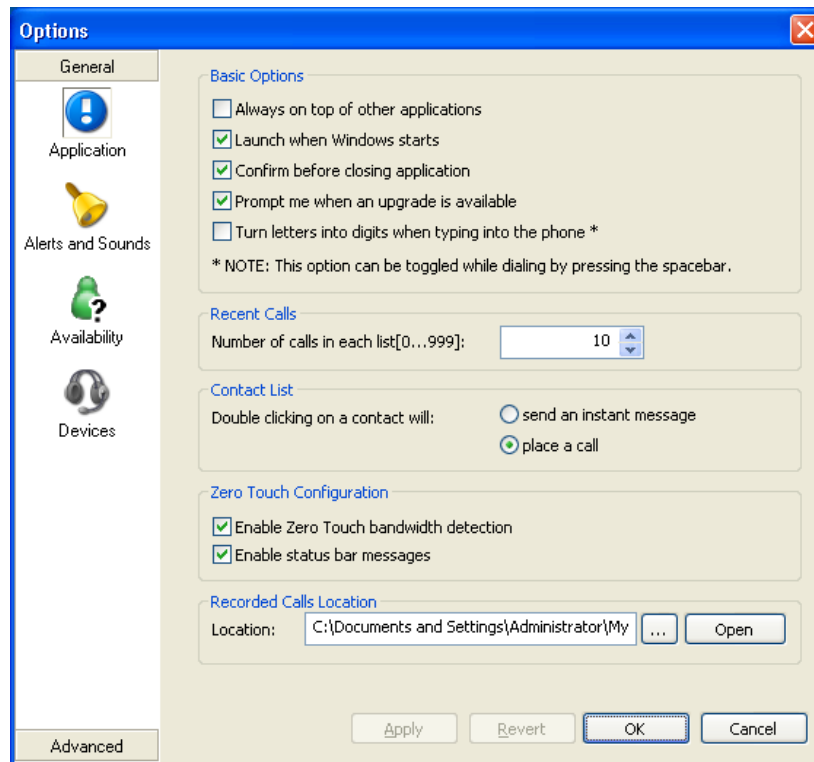 Options
General
Application
Alerts and Sounds
Availability
Devices
Advanced
Basic Options
Always on top of other applications
Launch when Windows starts
Confirm before closing application
Prompt me when an upgrade is available
Turn letters into digits when typing into the phone *
* NOTE: This option can be toggled while dialing by pressing the spacebar.
Recent Calls
Number of calls in each list[0...999]: 10
Contact List
Double clicking on a contact will: send an instant message
place a call
Zero Touch Configuration
Enable Zero Touch bandwidth detection
Enable status bar messages
Recorded Calls Location
Location: C:\Documents and Settings\Administrator\My ... Open
Apply Revert OK Cancel